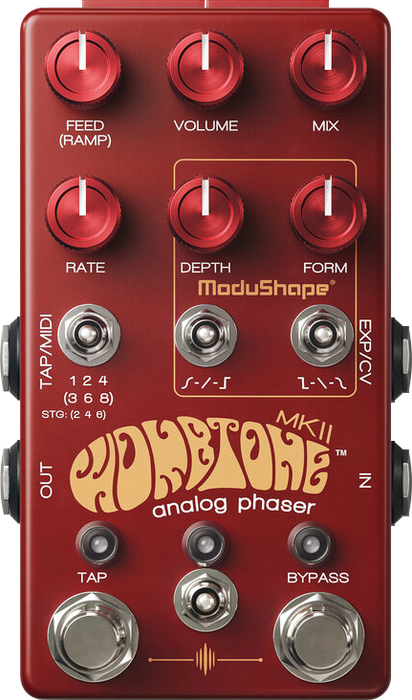 FEED VOLUME MIX
(RAMP)
RATE DEPTH FORM
ModuShape®
TAP/MIDI
EXP/CV
1 2 4
(3 6 8)
STG: (2 4 6)
MKII
WOMBTONE™
analog phaser
OUT
IN
TAP BYPASS